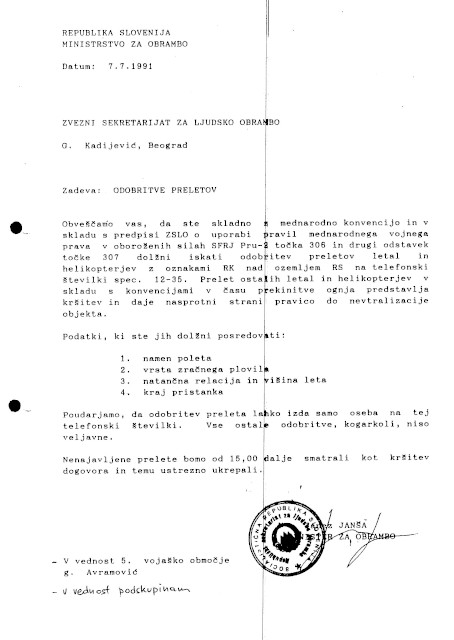 REPUBLIKA SLOVENIJA
MINISTRSTVO ZA OBRAMBO
Datum: 7.7.1991
ZVEZNI SEKRETARIJAT ZA LJUDSKO OBRAMBO
G. Kadijević, Beograd
Zadeva: ODOBRITVE PRELETOV
Obveščamo vas, da ste skladno z mednarodno konvencijo in v
skladu s predpisi ZSLO o uporabi pravil mednarodnega vojnega
prava v oboroženih silah SFRJ Pru-2 točka 306 in drugi odstavek
točke 307 dolžni iskati odobritev preletov letal in
helikopterjev z oznakami RK nad ozemljem RS na telefonski
številki spec. 12-35. Prelet ostalih letal in helikopterjev v
skladu s konvencijami v času prekinitve ognja predstavlja
kršitev in daje nasprotni strani pravico do nevtralizacije
objekta.
Podatki, ki ste jih dolžni posredovati:
1. namen poleta
2. vrsta zračnega plovila
3. natančna relacija in višina leta
4. kraj pristanka
Poudarjamo, da odobritev preleta lahko izda samo oseba na tej
telefonski številki. Vse ostale odobritve, kogarkoli, niso
veljavne.
Nenajavljene prelete bomo od 15,00 dalje smatrali kot kršitev
dogovora in temu ustrezno ukrepali.
JANŠA
ZA OBRAMBO
- V vednost 5. vojaško območje
g. Avramović
- v vednost podskupinam